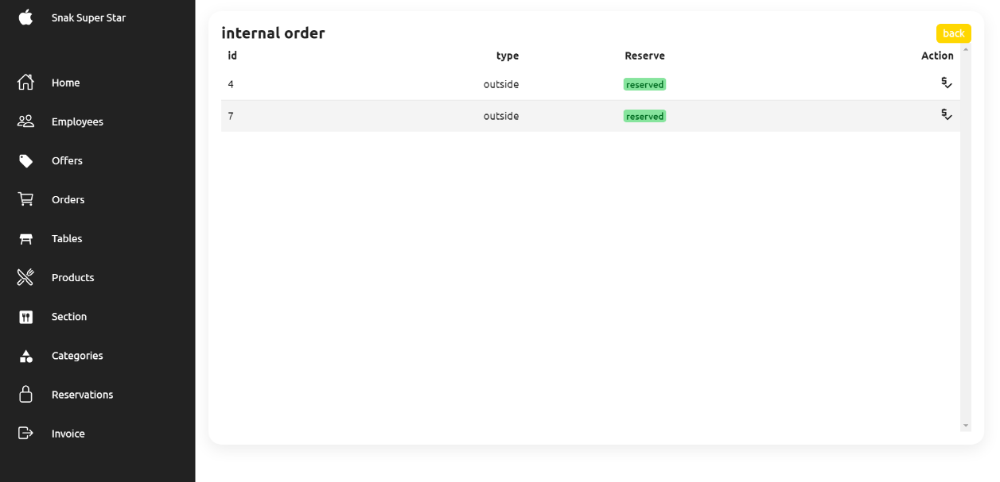 Snak Super Star
Home
Employees
Offers
Orders
Tables
Products
Section
Categories
Reservations
Invoice
internal order
back
id type Reserve Action
4 outside reserved
7 outside reserved